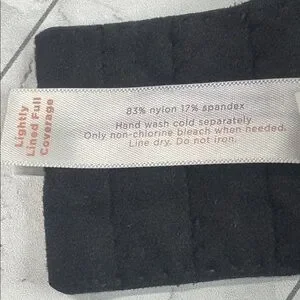 Lightly
Lined Full
Coverage
83% nylon 17% spandex
Hand wash cold separately
Only non-chlorine bleach when needed.
Line dry. Do not iron.